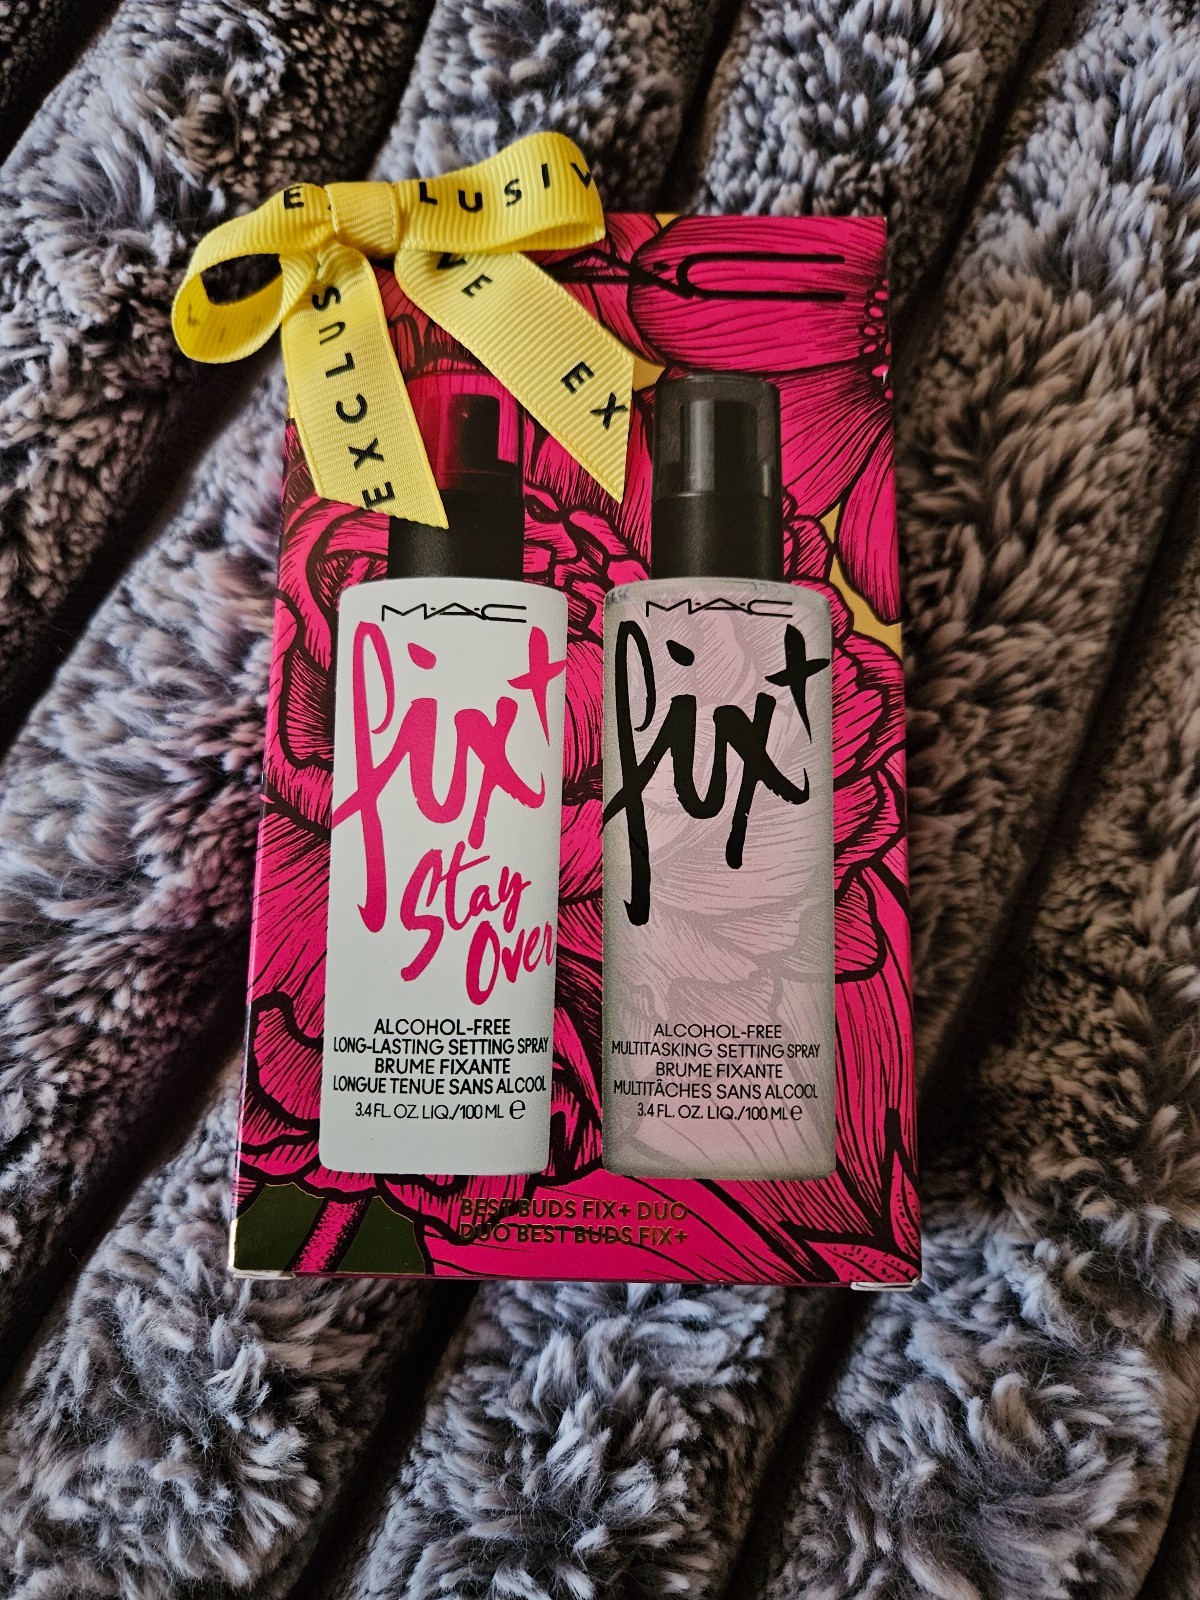 EXCLUSIVE
EXCLUS
VE EX
M·A·C
fix+
Stay
Over
ALCOHOL-FREE
LONG-LASTING SETTING SPRAY
BRUME FIXANTE
LONGUE TENUE SANS ALCOOL
3.4 FL. OZ. LIQ./100 ML e
M·A·C
fix+
ALCOHOL-FREE
MULTITASKING SETTING SPRAY
BRUME FIXANTE
MULTITÂCHES SANS ALCOOL
3.4 FL. OZ. LIQ./100 ML e
BEST BUDS FIX+ DUO
DUO BEST BUDS FIX+